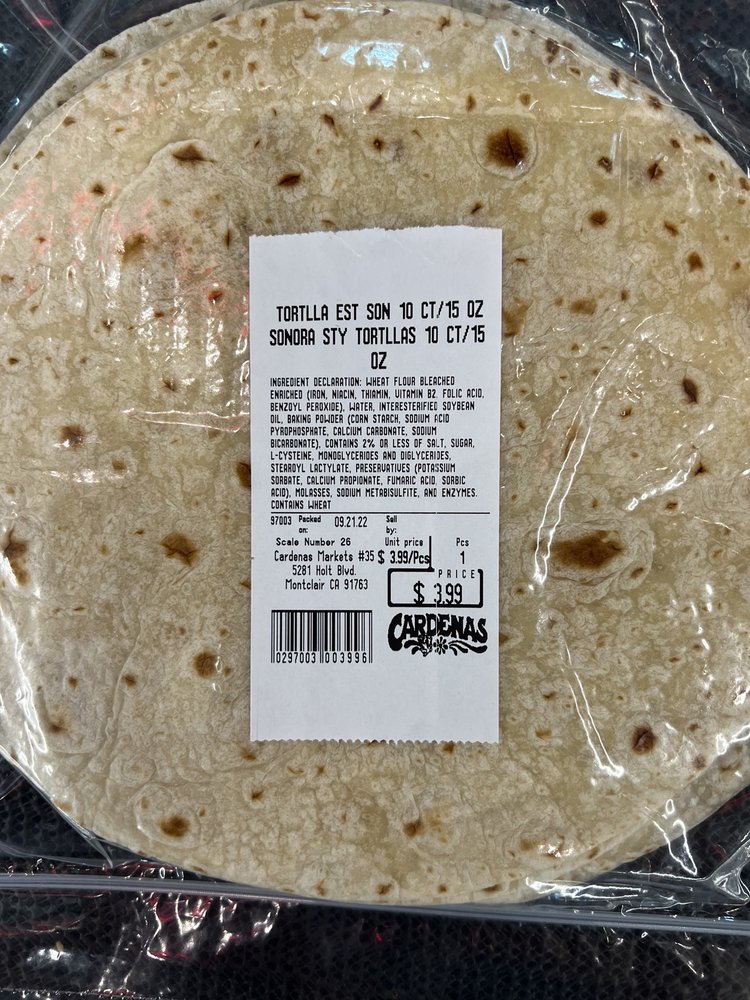 TORTLLA EST SON 10 CT/15 OZ
SONORA STY TORTLLAS 10 CT/15
OZ
INGREDIENT DECLARATION: WHEAT FLOUR BLEACHED
ENRICHED (IRON, NIACIN, THIAMIN, VITAMIN B2, FOLIC ACID,
BENZOYL PEROXIDE), WATER, INTERESTERIFIED SOYBEAN
OIL, BAKING POWDER (CORN STARCH, SODIUM ACID
PYROPHOSPHATE, CALCIUM CARBONATE, SODIUM
BICARBONATE), CONTAINS 2% OR LESS OF SALT, SUGAR,
L-CYSTEINE, MONOGLYCERIDES AND DIGLYCERIDES,
STEAROYL LACTYLATE, PRESERVATIVES (POTASSIUM
SORBATE, CALCIUM PROPIONATE, FUMARIC ACID, SORBIC
ACID), MOLASSES, SODIUM METABISULFITE, AND ENZYMES.
CONTAINS WHEAT
97003 Packed on: 09.21.22 Sell by:
Scale Number 26 Unit price Pcs
Cardenas Markets #35 $ 3.99/Pcs 1
5281 Holt Blvd. PRICE
Montclair CA 91763 $ 3.99
CARDENAS
0297003 003996